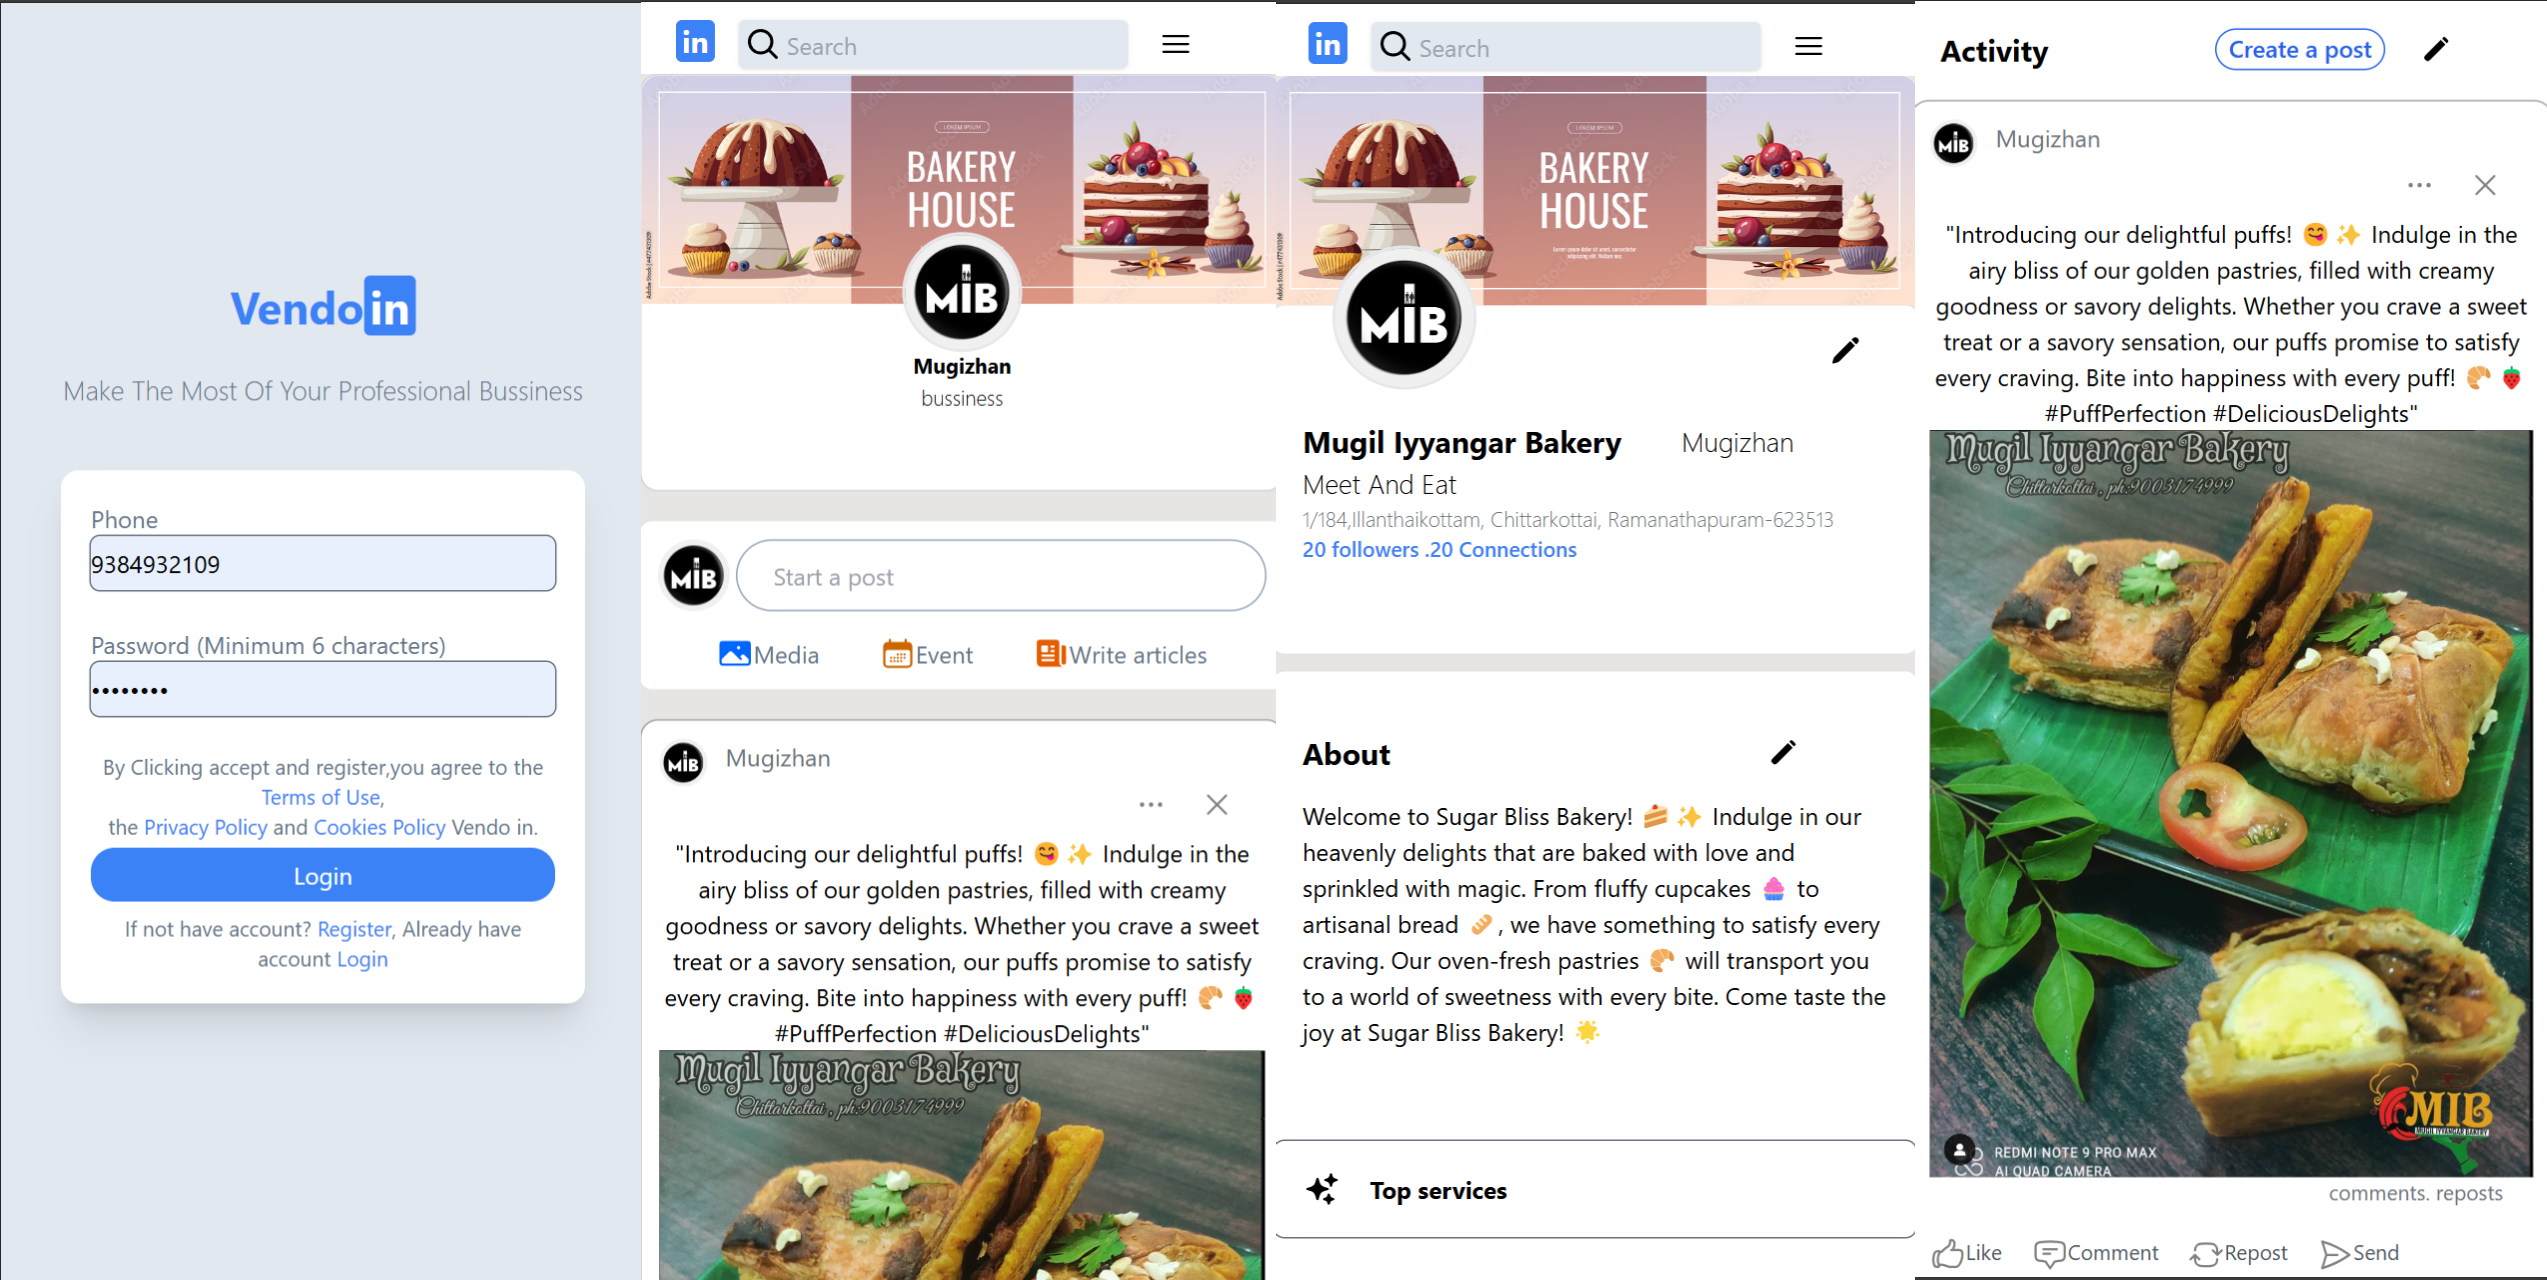 Vendo in
Make The Most Of Your Professional Bussiness
Phone
9384932109
Password (Minimum 6 characters)
••••••••
By Clicking accept and register,you agree to the
Terms of Use,
the Privacy Policy and Cookies Policy Vendo in.
Login
If not have account? Register, Already have
account Login
in
Search
LOREM IPSUM
BAKERY
HOUSE
MIB
Mugizhan
bussiness
MIB
Start a post
Media
Event
Write articles
MIB
Mugizhan
"Introducing our delightful puffs! 😋 ✨ Indulge in the
airy bliss of our golden pastries, filled with creamy
goodness or savory delights. Whether you crave a sweet
treat or a savory sensation, our puffs promise to satisfy
every craving. Bite into happiness with every puff! 🥐 🍓
#PuffPerfection #DeliciousDelights"
Mugil Iyyangar Bakery
Chittarkottai , ph:9003174999
in
Search
LOREM IPSUM
BAKERY
HOUSE
MIB
Mugil Iyyangar Bakery
Mugizhan
Meet And Eat
1/184,Illanthaikottam, Chittarkottai, Ramanathapuram-623513
20 followers .20 Connections
About
Welcome to Sugar Bliss Bakery! 🍰 ✨ Indulge in our
heavenly delights that are baked with love and
sprinkled with magic. From fluffy cupcakes 🧁 to
artisanal bread 🥖 , we have something to satisfy every
craving. Our oven-fresh pastries 🥐 will transport you
to a world of sweetness with every bite. Come taste the
joy at Sugar Bliss Bakery! 🌟
Top services
Activity
Create a post
MIB
Mugizhan
"Introducing our delightful puffs! 😋 ✨ Indulge in the
airy bliss of our golden pastries, filled with creamy
goodness or savory delights. Whether you crave a sweet
treat or a savory sensation, our puffs promise to satisfy
every craving. Bite into happiness with every puff! 🥐 🍓
#PuffPerfection #DeliciousDelights"
Mugil Iyyangar Bakery
Chittarkottai , ph:9003174999
MIB
MUGIL IYYANGAR BAKERY
REDMI NOTE 9 PRO MAX
AI QUAD CAMERA
comments. reposts
Like
Comment
Repost
Send